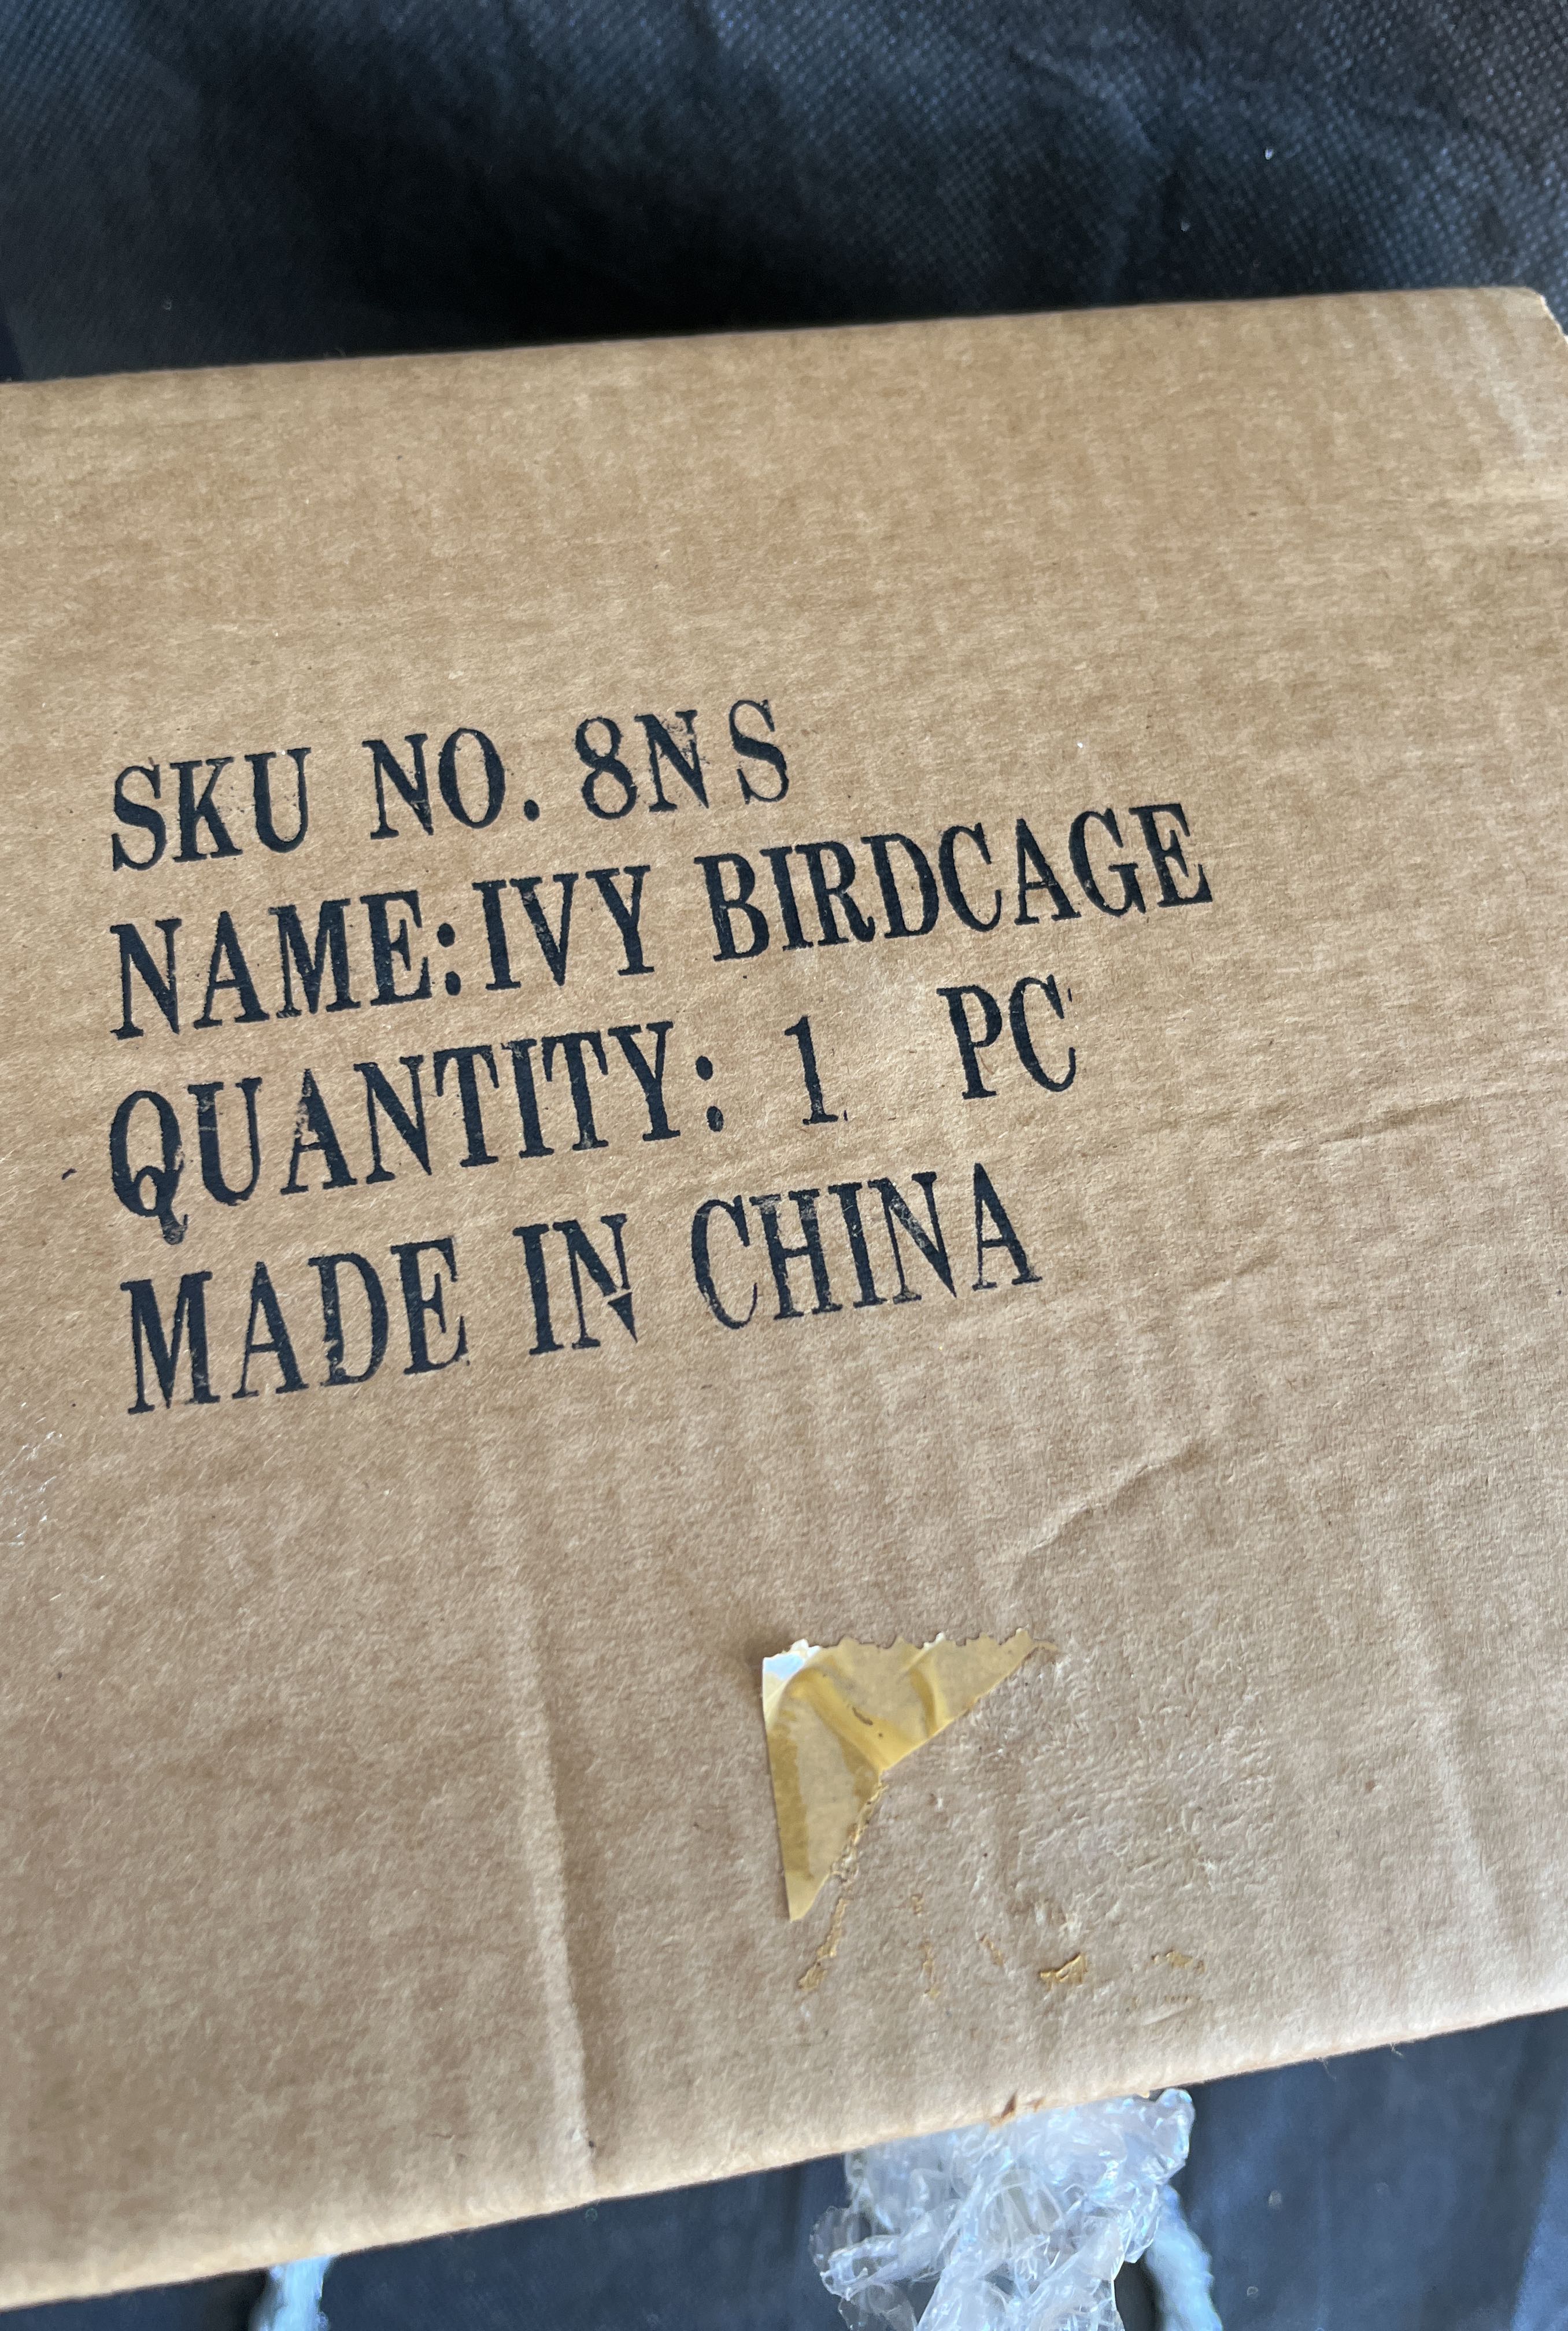 SKU NO. 8NS
NAME:IVY BIRDCAGE
QUANTITY: 1 PC
MADE IN CHINA